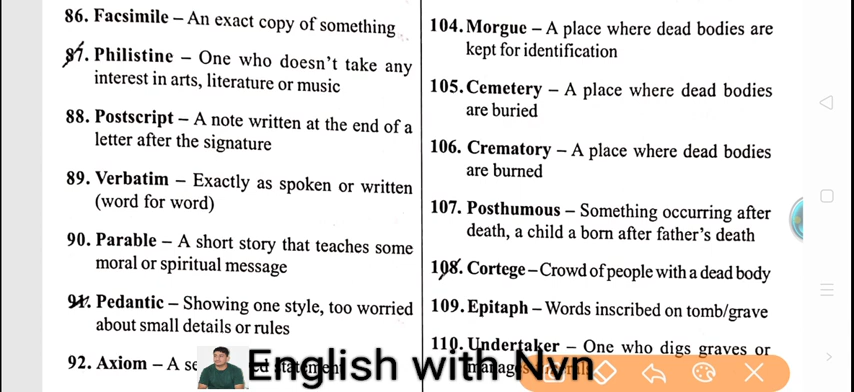 86. Facsimile – An exact copy of something
87. Philistine – One who doesn't take any
interest in arts, literature or music
88. Postscript – A note written at the end of a
letter after the signature
89. Verbatim – Exactly as spoken or written
(word for word)
90. Parable – A short story that teaches some
moral or spiritual message
91. Pedantic – Showing one style, too worried
about small details or rules
92. Axiom – A
104. Morgue – A place where dead bodies are
kept for identification
105. Cemetery – A place where dead bodies
are buried
106. Crematory – A place where dead bodies
are burned
107. Posthumous – Something occurring after
death, a child a born after father's death
108. Cortege – Crowd of people with a dead body
109. Epitaph – Words inscribed on tomb/grave
110. Undertaker – One who digs graves or
English with Nvn